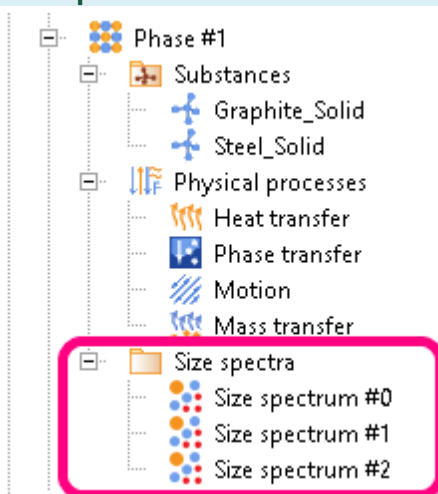 Phase #1
Substances
Graphite_Solid
Steel_Solid
Physical processes
Heat transfer
Phase transfer
Motion
Mass transfer
Size spectra
Size spectrum #0
Size spectrum #1
Size spectrum #2